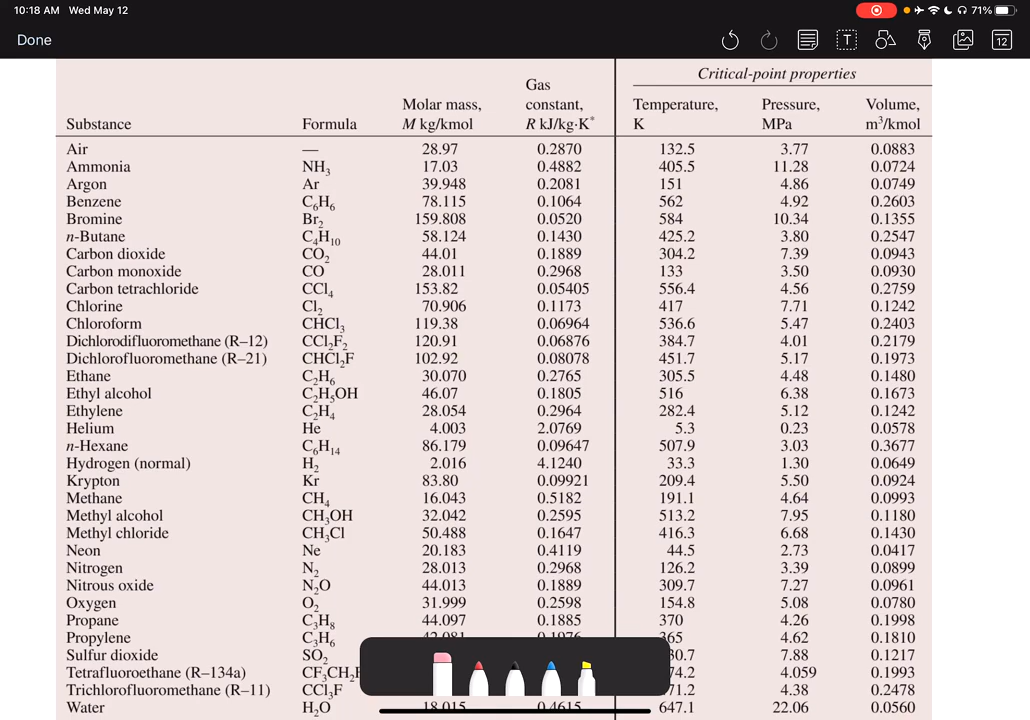 10:18 AM Wed May 12 71%
Done 12
Critical-point properties
Substance Formula Molar mass, M kg/kmol Gas constant, R kJ/kg·K* Temperature, K Pressure, MPa Volume, m³/kmol
Air — 28.97 0.2870 132.5 3.77 0.0883
Ammonia NH₃ 17.03 0.4882 405.5 11.28 0.0724
Argon Ar 39.948 0.2081 151 4.86 0.0749
Benzene C₆H₆ 78.115 0.1064 562 4.92 0.2603
Bromine Br₂ 159.808 0.0520 584 10.34 0.1355
n-Butane C₄H₁₀ 58.124 0.1430 425.2 3.80 0.2547
Carbon dioxide CO₂ 44.01 0.1889 304.2 7.39 0.0943
Carbon monoxide CO 28.011 0.2968 133 3.50 0.0930
Carbon tetrachloride CCl₄ 153.82 0.05405 556.4 4.56 0.2759
Chlorine Cl₂ 70.906 0.1173 417 7.71 0.1242
Chloroform CHCl₃ 119.38 0.06964 536.6 5.47 0.2403
Dichlorodifluoromethane (R–12) CCl₂F₂ 120.91 0.06876 384.7 4.01 0.2179
Dichlorofluoromethane (R–21) CHCl₂F 102.92 0.08078 451.7 5.17 0.1973
Ethane C₂H₆ 30.070 0.2765 305.5 4.48 0.1480
Ethyl alcohol C₂H₅OH 46.07 0.1805 516 6.38 0.1673
Ethylene C₂H₄ 28.054 0.2964 282.4 5.12 0.1242
Helium He 4.003 2.0769 5.3 0.23 0.0578
n-Hexane C₆H₁₄ 86.179 0.09647 507.9 3.03 0.3677
Hydrogen (normal) H₂ 2.016 4.1240 33.3 1.30 0.0649
Krypton Kr 83.80 0.09921 209.4 5.50 0.0924
Methane CH₄ 16.043 0.5182 191.1 4.64 0.0993
Methyl alcohol CH₃OH 32.042 0.2595 513.2 7.95 0.1180
Methyl chloride CH₃Cl 50.488 0.1647 416.3 6.68 0.1430
Neon Ne 20.183 0.4119 44.5 2.73 0.0417
Nitrogen N₂ 28.013 0.2968 126.2 3.39 0.0899
Nitrous oxide N₂O 44.013 0.1889 309.7 7.27 0.0961
Oxygen O₂ 31.999 0.2598 154.8 5.08 0.0780
Propane C₃H₈ 44.097 0.1885 370 4.26 0.1998
Propylene C₃H₆ 42.081 0.1976 365 4.62 0.1810
Sulfur dioxide SO₂ 7.88 0.1217
Tetrafluoroethane (R–134a) 4.059 0.1993
Trichlorofluoromethane (R–11) CCl₃F 4.38 0.2478
Water H₂O 18.015 0.4615 647.1 22.06 0.0560